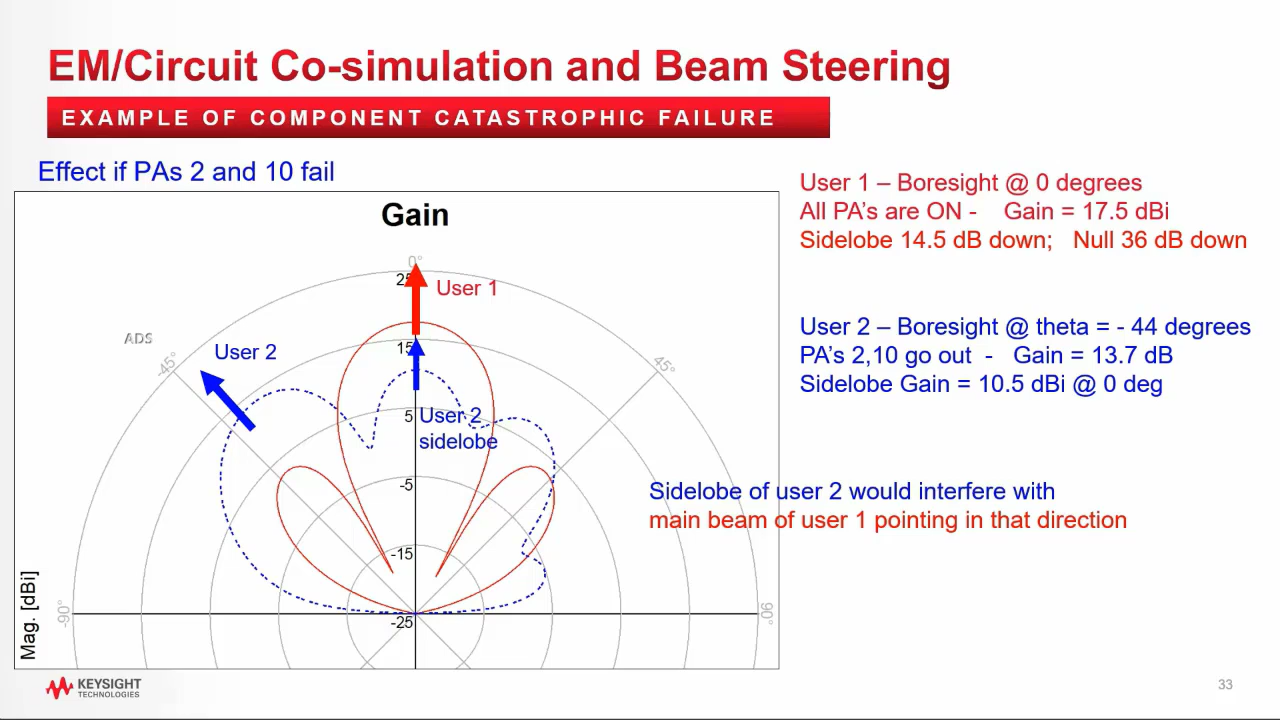 EM/Circuit Co-simulation and Beam Steering
EXAMPLE OF COMPONENT CATASTROPHIC FAILURE
Effect if PAs 2 and 10 fail
Gain
0°
25
User 1
ADS
User 2
-45°
15
45°
5
User 2
sidelobe
-5
-15
-25
-90°
90°
Mag. [dBi]
User 1 – Boresight @ 0 degrees
All PA's are ON - Gain = 17.5 dBi
Sidelobe 14.5 dB down; Null 36 dB down
User 2 – Boresight @ theta = - 44 degrees
PA's 2,10 go out - Gain = 13.7 dB
Sidelobe Gain = 10.5 dBi @ 0 deg
Sidelobe of user 2 would interfere with
main beam of user 1 pointing in that direction
KEYSIGHT
TECHNOLOGIES
33